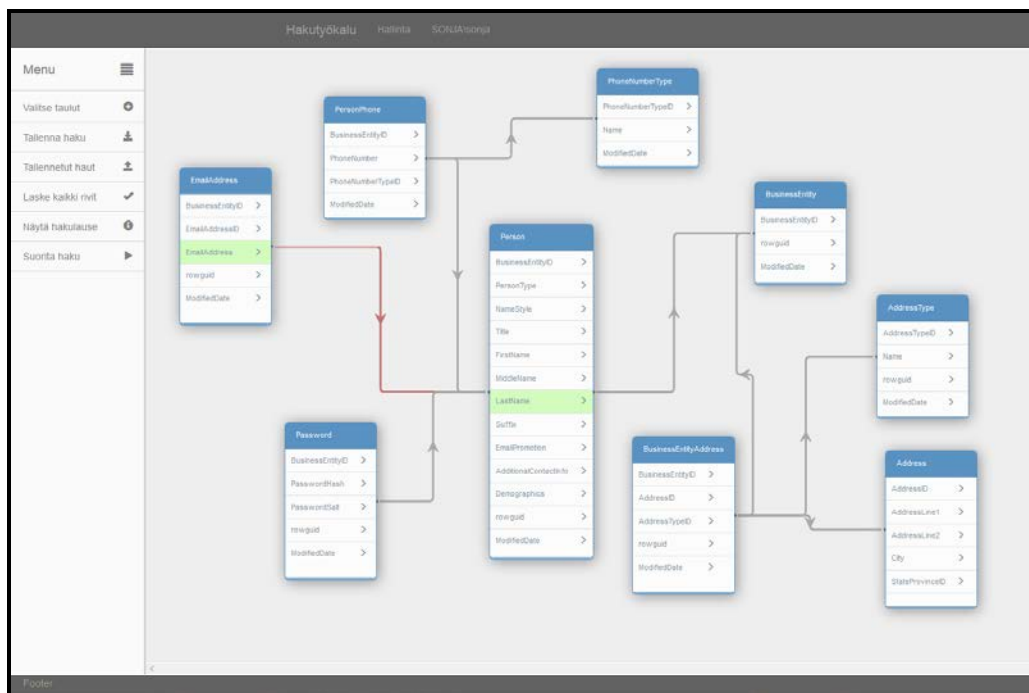 Hakutyökalu Hallinta SONJA\sonja
Menu
Valitse taulut
Tallenna haku
Tallennetut haut
Laske kaikki rivit
Näytä hakulause
Suorita haku
EmailAddress
BusinessEntityID
EmailAddressID
EmailAddress
rowguid
ModifiedDate
PersonPhone
BusinessEntityID
PhoneNumber
PhoneNumberTypeID
ModifiedDate
PhoneNumberType
PhoneNumberTypeID
Name
ModifiedDate
Person
BusinessEntityID
PersonType
NameStyle
Title
FirstName
MiddleName
LastName
Suffix
EmailPromotion
AdditionalContactInfo
Demographics
rowguid
ModifiedDate
BusinessEntity
BusinessEntityID
rowguid
ModifiedDate
AddressType
AddressTypeID
Name
rowguid
ModifiedDate
Password
BusinessEntityID
PasswordHash
PasswordSalt
rowguid
ModifiedDate
BusinessEntityAddress
BusinessEntityID
AddressID
AddressTypeID
rowguid
ModifiedDate
Address
AddressID
AddressLine1
AddressLine2
City
StateProvinceID
Footer